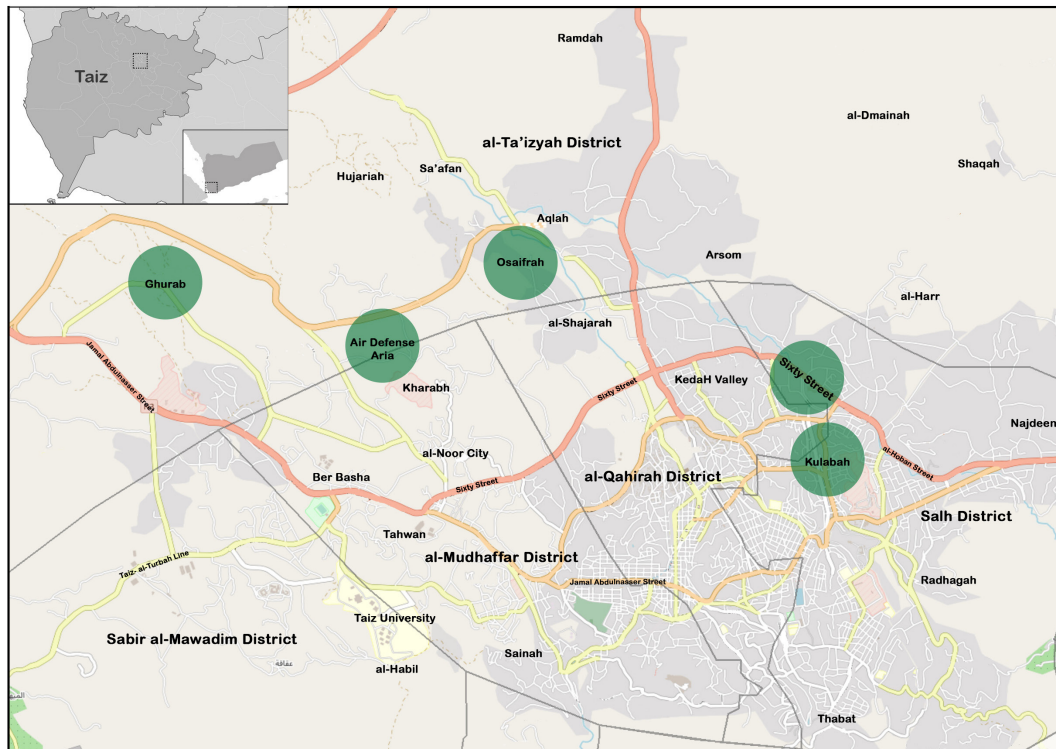 Taiz
Ramdah
al-Dmainah
al-Ta'izyah District
Shaqah
Sa'afan
Hujariah
Aqlah
Arsom
Osaifrah
Ghurab
al-Harr
al-Shajarah
Air Defense
Aria
Jamal Abdulnasser Street
Sixty Street
KedaH Valley
Sixty Street
Kharabh
Najdeen
al-Noor City
al-Hoban Street
Kulabah
Ber Basha
Sixty Street
al-Qahirah District
Salh District
Tahwan
al-Mudhaffar District
Taiz- al-Turbah Line
Jamal Abdulnasser Street
Radhagah
Taiz University
Sabir al-Mawadim District
Sainah
عفاقة
al-Habil
Thabat